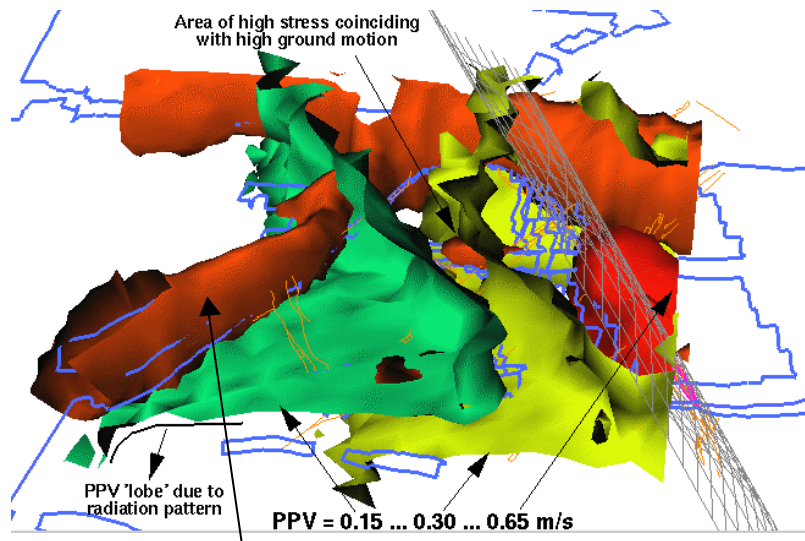 Area of high stress coinciding
with high ground motion
PPV 'lobe' due to
radiation pattern
PPV = 0.15 ... 0.30 ... 0.65 m/s